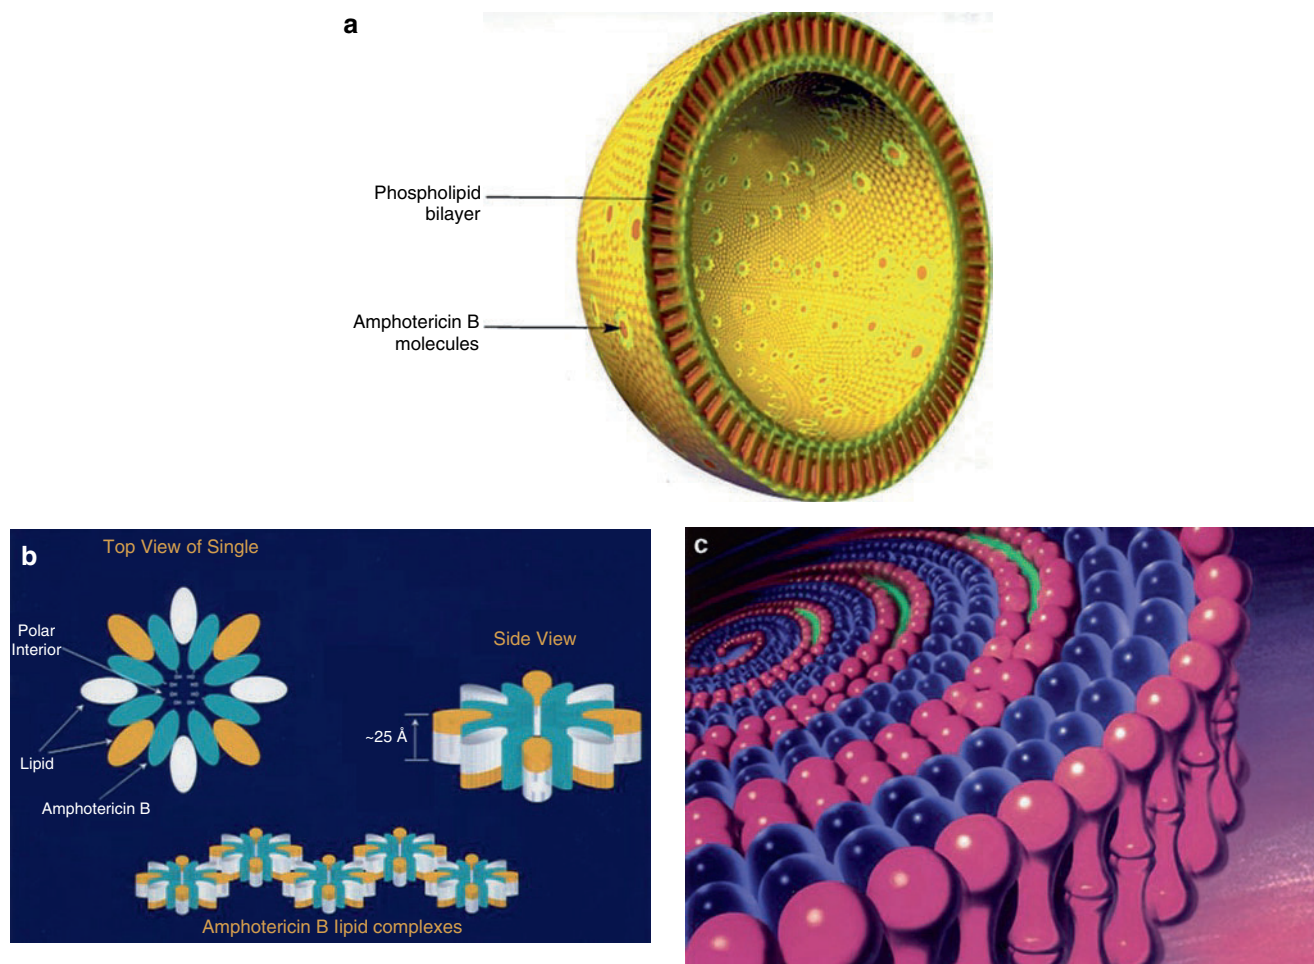 a
Phospholipid
bilayer
Amphotericin B
molecules
b
Top View of Single
Polar
Interior
Lipid
Amphotericin B
Side View
~25 Å
Amphotericin B lipid complexes
c